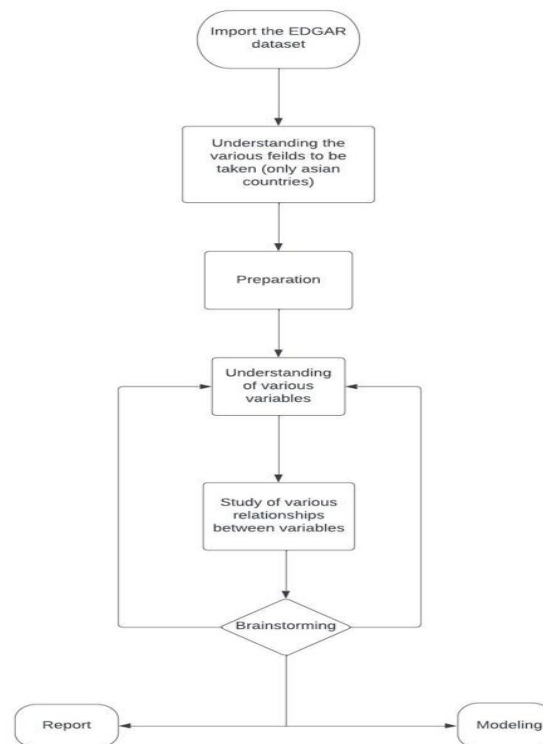 Import the EDGAR
dataset
Understanding the
various feilds to be
taken (only asian
countries)
Preparation
Understanding
of various
variables
Study of various
relationships
between variables
Brainstorming
Report
Modeling